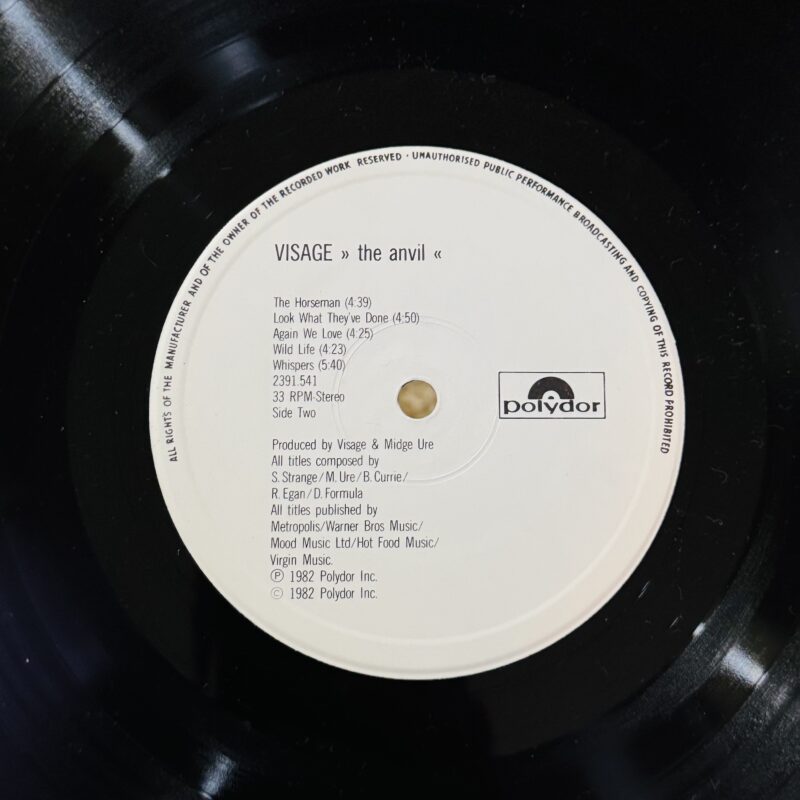 ALL RIGHTS OF THE MANUFACTURER AND OF THE OWNER OF THE RECORDED WORK RESERVED · UNAUTHORISED PUBLIC PERFORMANCE BROADCASTING AND COPYING OF THIS RECORD PROHIBITED
VISAGE » the anvil «
The Horseman (4:39)
Look What They've Done (4:50)
Again We Love (4:25)
Wild Life (4:23)
Whispers (5:40)
2391.541
33 RPM-Stereo
Side Two
polydor
Produced by Visage & Midge Ure
All titles composed by
S. Strange/M. Ure/B. Currie/
R. Egan/D. Formula
All titles published by
Metropolis/Warner Bros Music/
Mood Music Ltd/Hot Food Music/
Virgin Music.
℗ 1982 Polydor Inc.
© 1982 Polydor Inc.